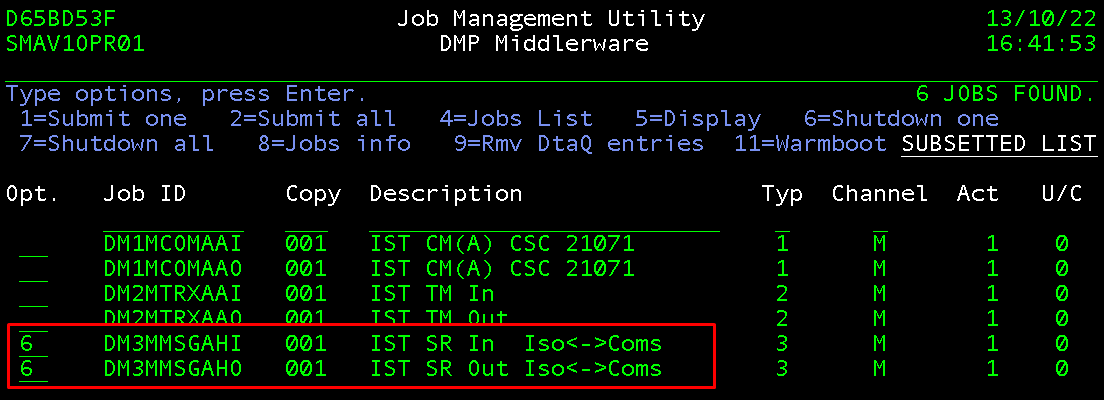 D65BD53F Job Management Utility 13/10/22
SMAV10PR01 DMP Middlerware 16:41:53
Type options, press Enter. 6 JOBS FOUND.
1=Submit one 2=Submit all 4=Jobs List 5=Display 6=Shutdown one
7=Shutdown all 8=Jobs info 9=Rmv DtaQ entries 11=Warmboot SUBSETTED LIST
Opt. Job ID Copy Description Typ Channel Act U/C
DM1MCOMAAI 001 IST CM(A) CSC 21071 1 M 1 0
DM1MCOMAAO 001 IST CM(A) CSC 21071 1 M 1 0
DM2MTRXAAI 001 IST TM In 2 M 1 0
DM2MTRXAAO 001 IST TM Out 2 M 1 0
6 DM3MMSGAHI 001 IST SR In Iso<->Coms 3 M 1 0
6 DM3MMSGAHO 001 IST SR Out Iso<->Coms 3 M 1 0